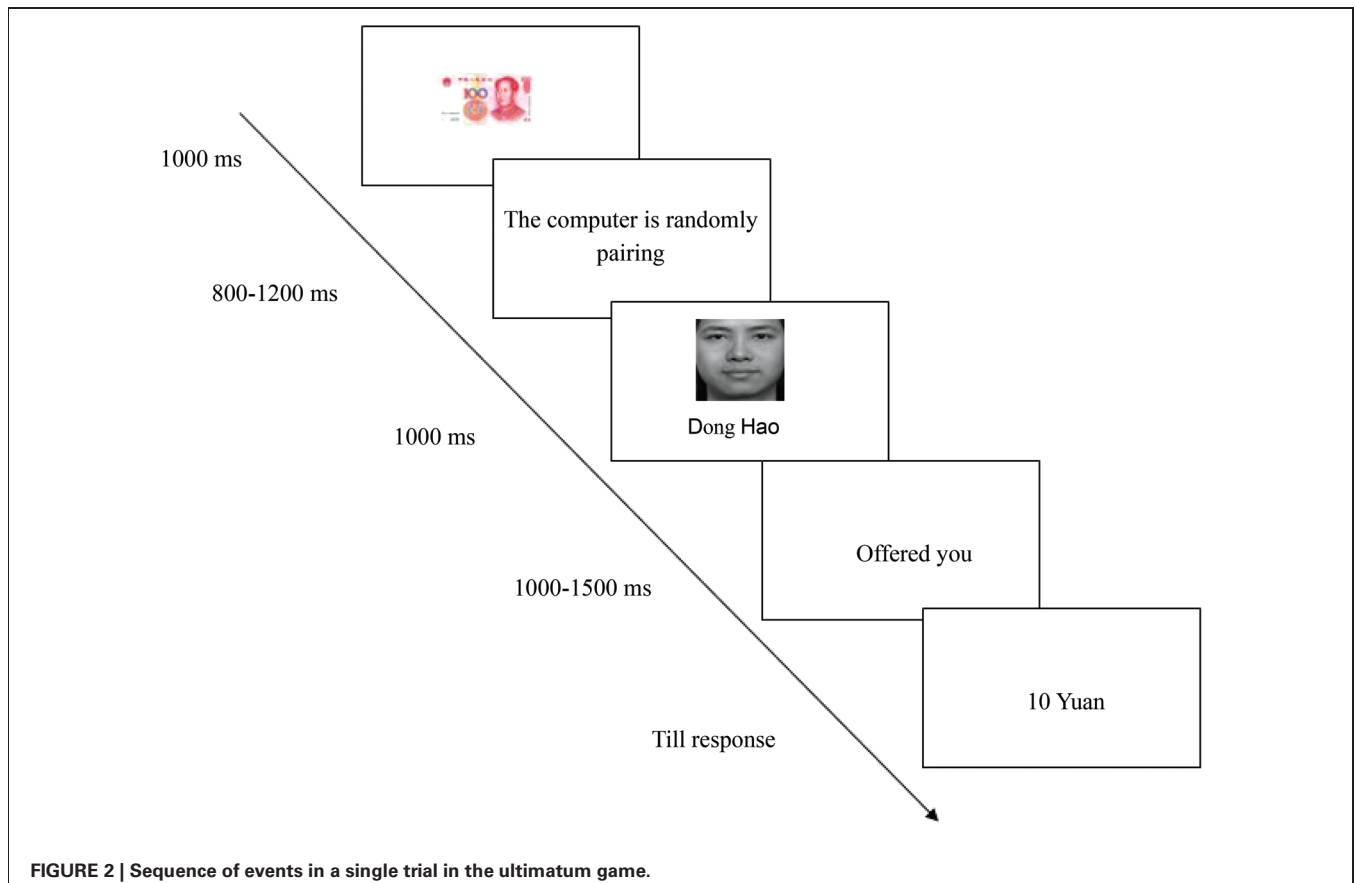 100
1000 ms
The computer is randomly
pairing
800-1200 ms
Dong Hao
1000 ms
Offered you
1000-1500 ms
10 Yuan
Till response
FIGURE 2 | Sequence of events in a single trial in the ultimatum game.